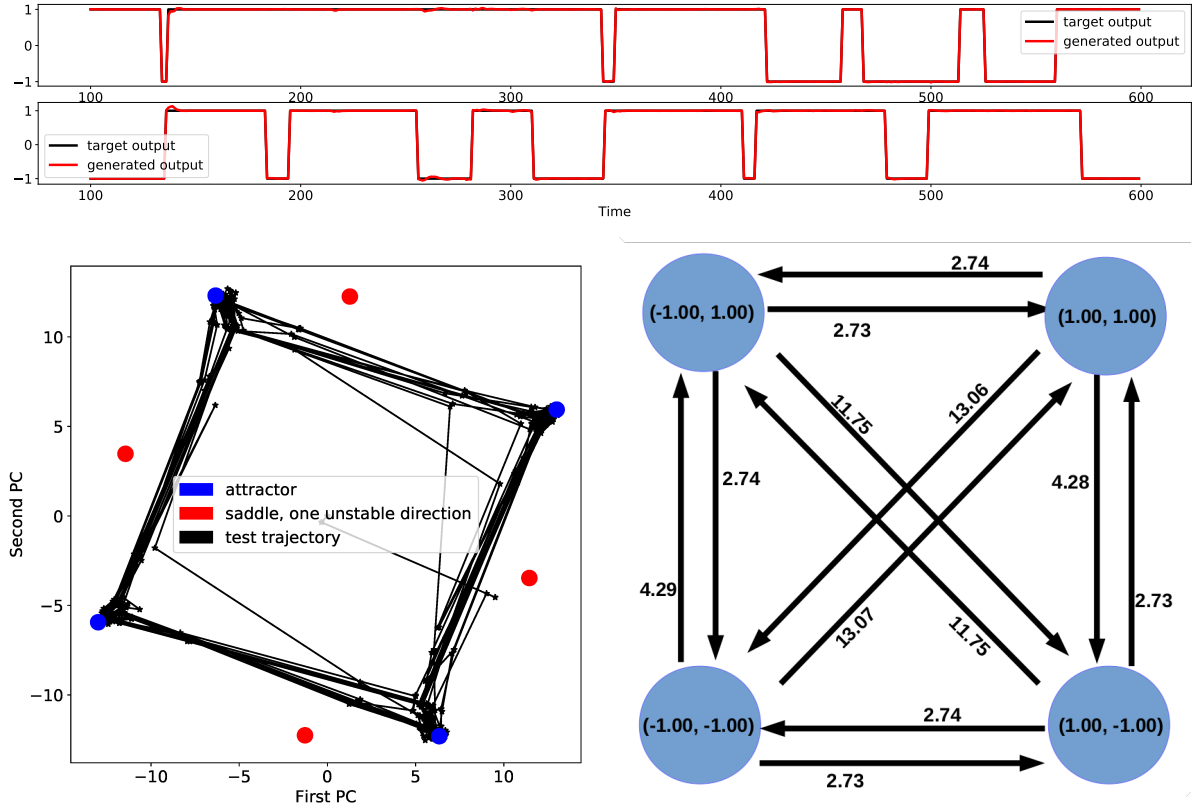 1
0
−1
target output
generated output
100 200 300 400 500 600
1
0
−1
target output
generated output
100 200 300 400 500 600
Time
10
5
0
−5
−10
Second PC
attractor
saddle, one unstable direction
test trajectory
−10 −5 0 5 10
First PC
2.74
(-1.00, 1.00)
(1.00, 1.00)
2.73
11.75
13.06
2.74
4.28
4.29
2.73
13.07
11.75
(-1.00, -1.00)
2.74
(1.00, -1.00)
2.73